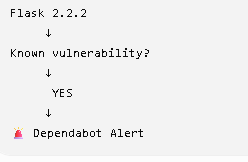 Flask 2.2.2
↓
Known vulnerability?
↓
YES
↓
🚨 Dependabot Alert